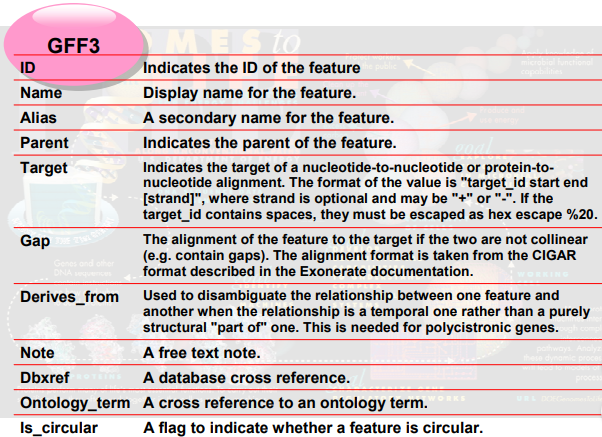 GFF3
ID Indicates the ID of the feature
Name Display name for the feature.
Alias A secondary name for the feature.
Parent Indicates the parent of the feature.
Target Indicates the target of a nucleotide-to-nucleotide or protein-to-
nucleotide alignment. The format of the value is "target_id start end
[strand]", where strand is optional and may be "+" or "-". If the
target_id contains spaces, they must be escaped as hex escape %20.
Gap The alignment of the feature to the target if the two are not collinear
(e.g. contain gaps). The alignment format is taken from the CIGAR
format described in the Exonerate documentation.
Derives_from Used to disambiguate the relationship between one feature and
another when the relationship is a temporal one rather than a purely
structural "part of" one. This is needed for polycistronic genes.
Note A free text note.
Dbxref A database cross reference.
Ontology_term A cross reference to an ontology term.
Is_circular A flag to indicate whether a feature is circular.